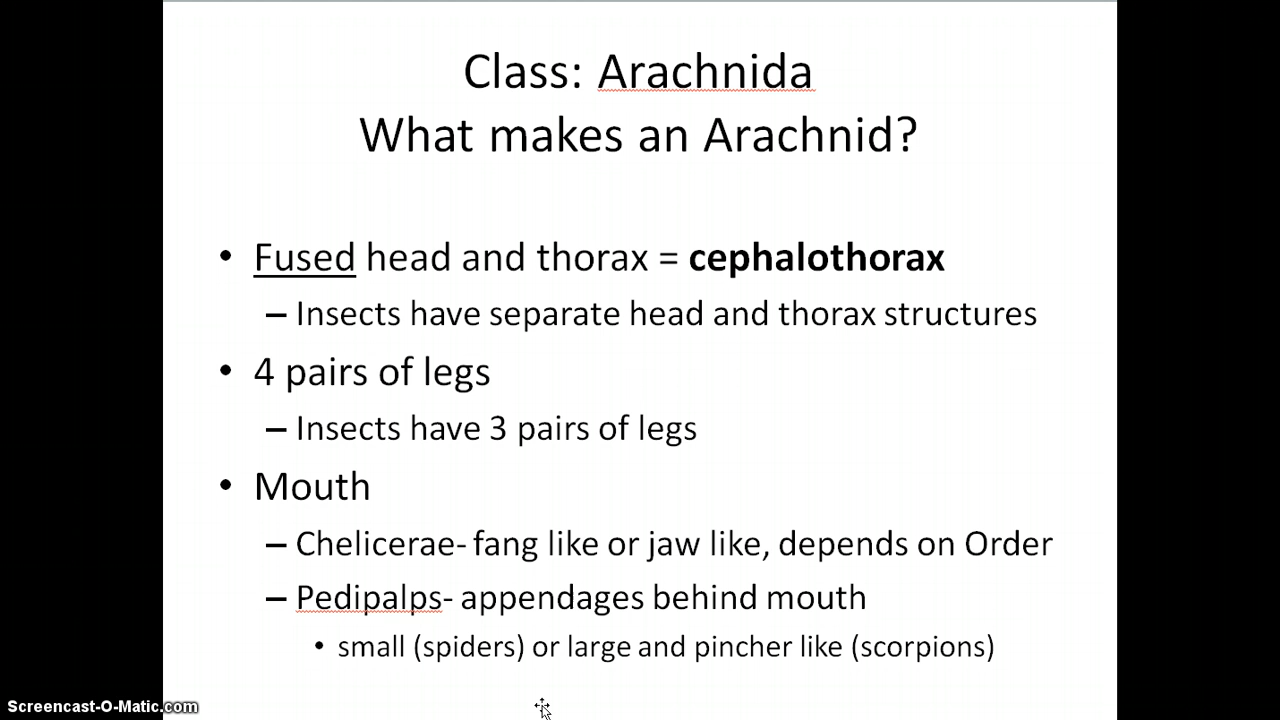 Class: Arachnida
What makes an Arachnid?
• Fused head and thorax = cephalothorax
– Insects have separate head and thorax structures
• 4 pairs of legs
– Insects have 3 pairs of legs
• Mouth
– Chelicerae- fang like or jaw like, depends on Order
– Pedipalps- appendages behind mouth
• small (spiders) or large and pincher like (scorpions)
Screencast-O-Matic.com